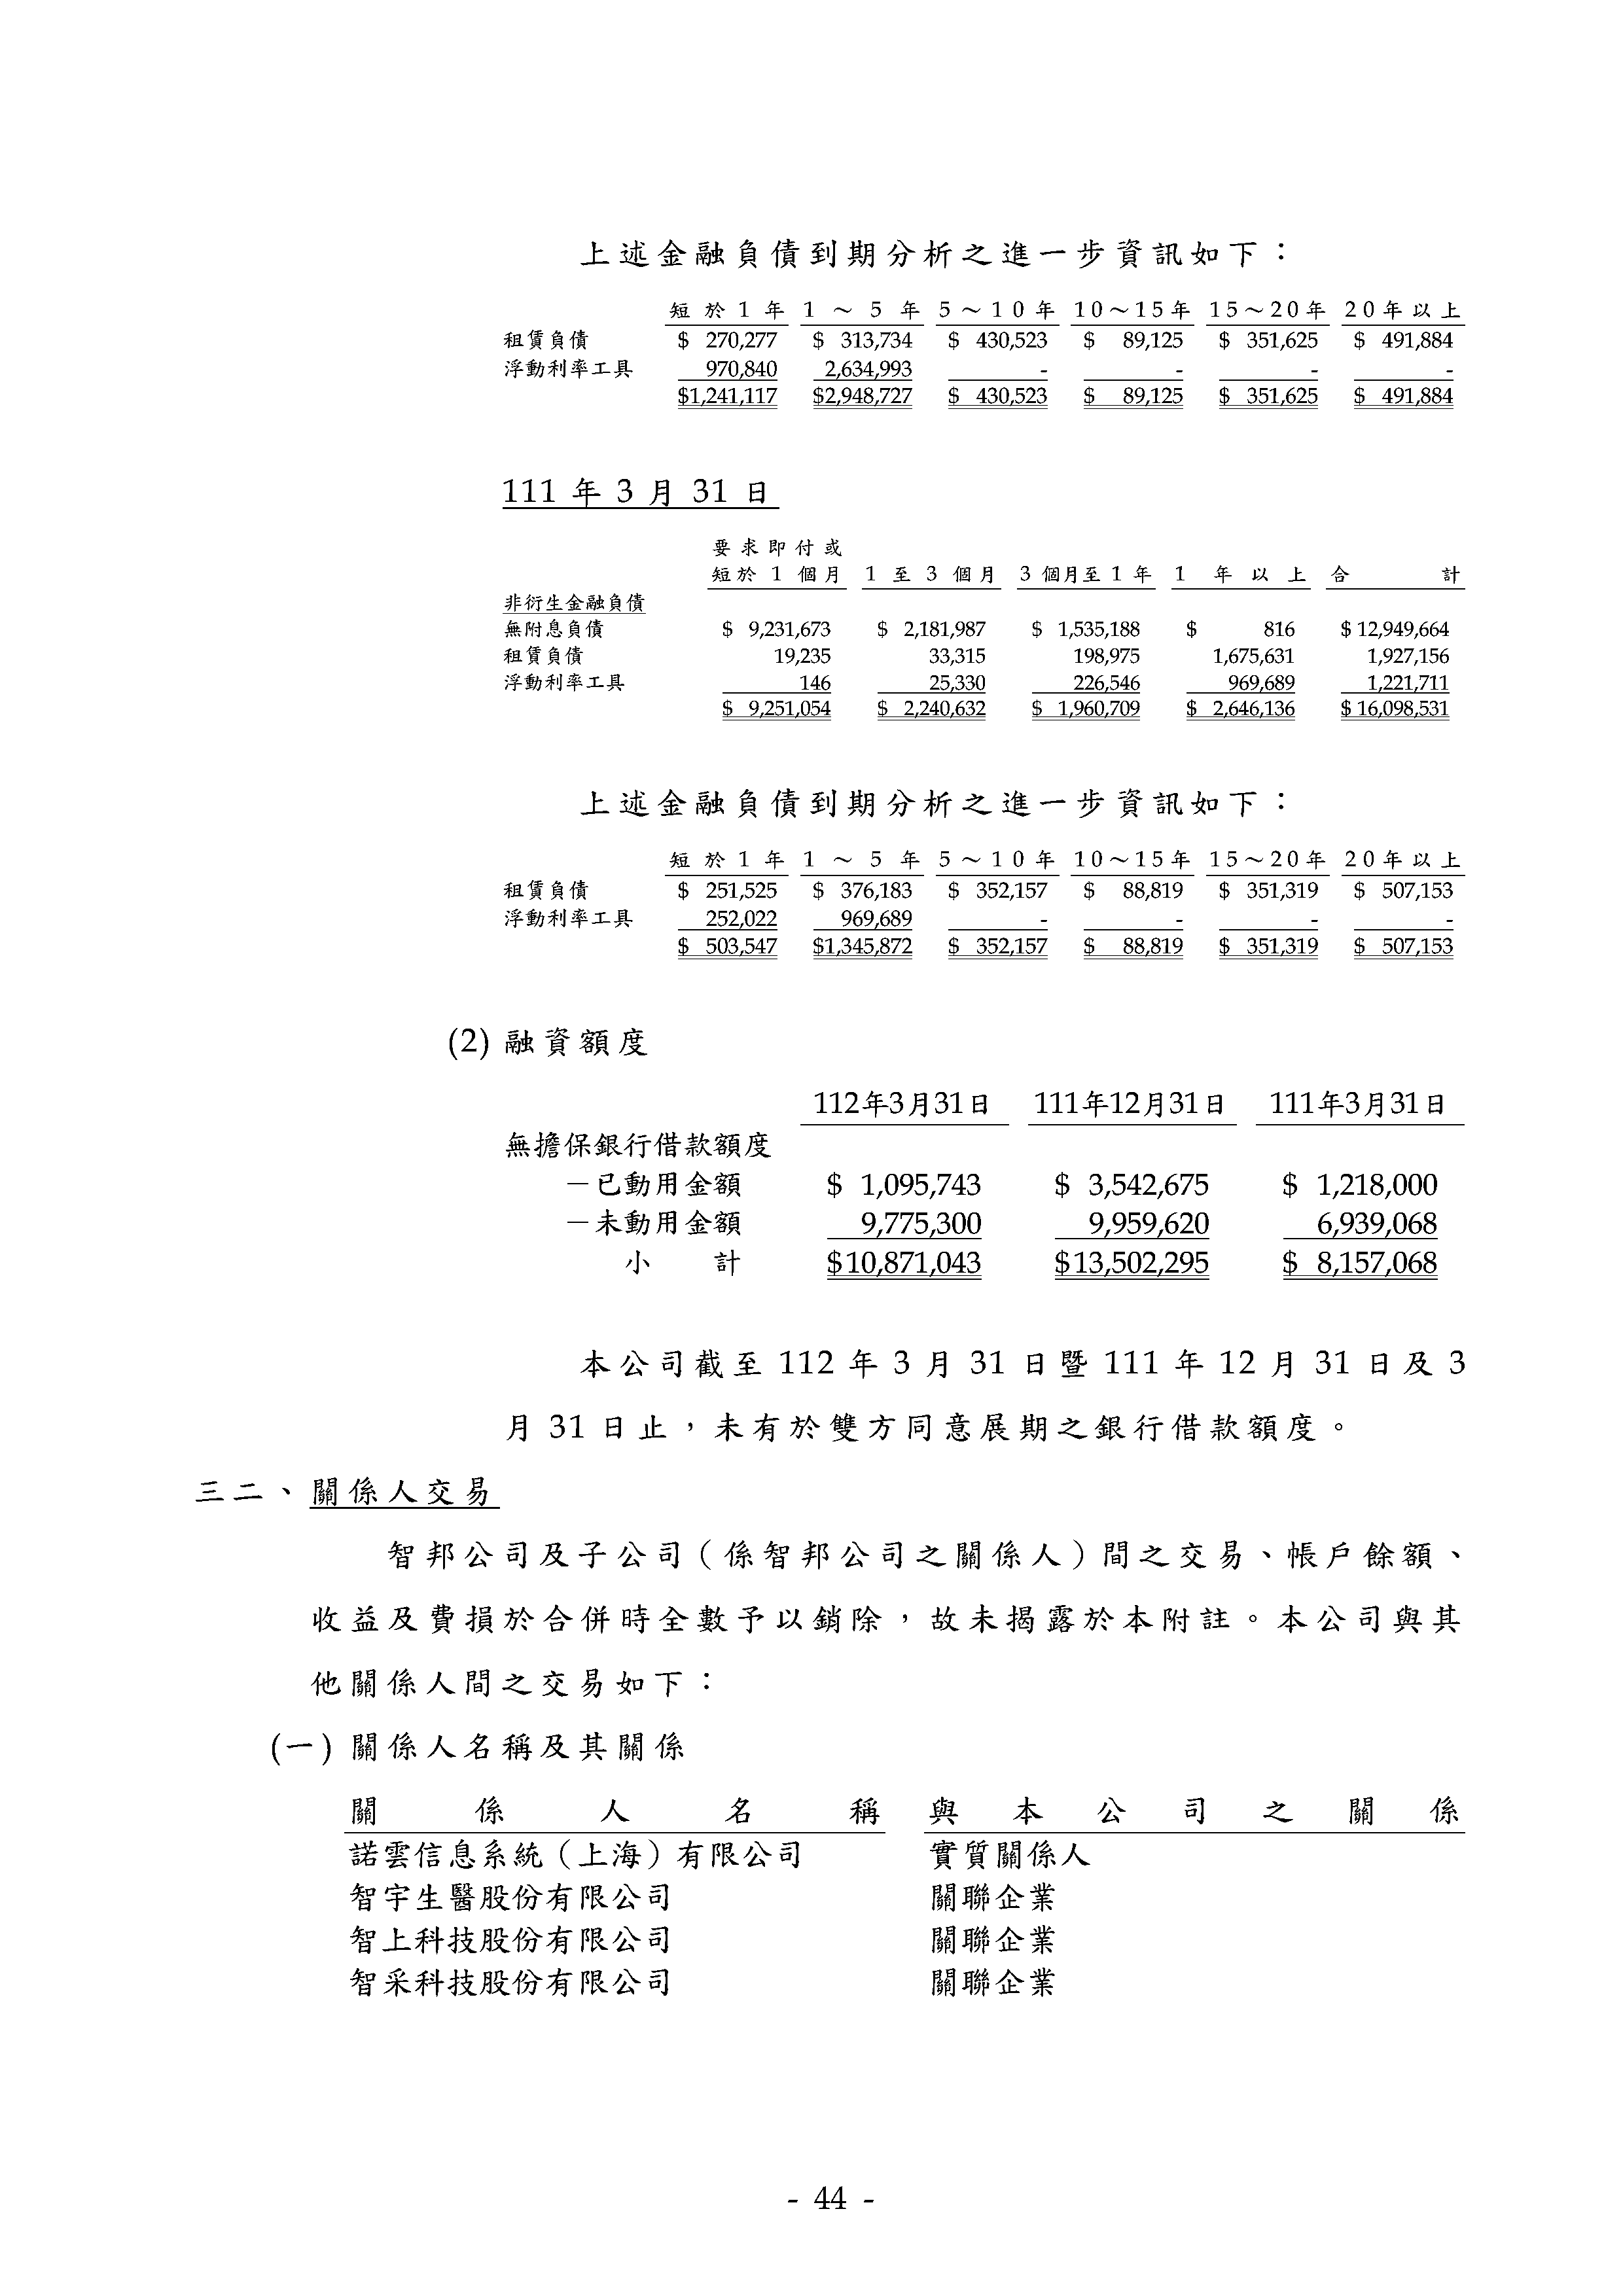 上述金融負債到期分析之進一步資訊如下：
短於1年 1～5年 5～10年 10～15年 15～20年 20年以上
租賃負債 $ 270,277 $ 313,734 $ 430,523 $ 89,125 $ 351,625 $ 491,884
浮動利率工具 970,840 2,634,993 - - - -
$1,241,117 $2,948,727 $ 430,523 $ 89,125 $ 351,625 $ 491,884
111 年 3 月 31 日
要求即付或
短於 1 個月 1 至 3 個月 3 個月至 1 年 1 年以上 合計
非衍生金融負債
無附息負債 $ 9,231,673 $ 2,181,987 $ 1,535,188 $ 816 $ 12,949,664
租賃負債 19,235 33,315 198,975 1,675,631 1,927,156
浮動利率工具 146 25,330 226,546 969,689 1,221,711
$ 9,251,054 $ 2,240,632 $ 1,960,709 $ 2,646,136 $ 16,098,531
上述金融負債到期分析之進一步資訊如下：
短於1年 1～5年 5～10年 10～15年 15～20年 20年以上
租賃負債 $ 251,525 $ 376,183 $ 352,157 $ 88,819 $ 351,319 $ 507,153
浮動利率工具 252,022 969,689 - - - -
$ 503,547 $1,345,872 $ 352,157 $ 88,819 $ 351,319 $ 507,153
(2) 融資額度
112年3月31日 111年12月31日 111年3月31日
無擔保銀行借款額度
－已動用金額 $ 1,095,743 $ 3,542,675 $ 1,218,000
－未動用金額 9,775,300 9,959,620 6,939,068
小計 $10,871,043 $13,502,295 $ 8,157,068
本公司截至 112 年 3 月 31 日暨 111 年 12 月 31 日及 3
月 31 日止，未有於雙方同意展期之銀行借款額度。
三二、關係人交易
智邦公司及子公司（係智邦公司之關係人）間之交易、帳戶餘額、
收益及費損於合併時全數予以銷除，故未揭露於本附註。本公司與其
他關係人間之交易如下：
(一) 關係人名稱及其關係
關係人名稱 與本公司之關係
諾雲信息系統（上海）有限公司 實質關係人
智宇生醫股份有限公司 關聯企業
智上科技股份有限公司 關聯企業
智采科技股份有限公司 關聯企業
- 44 -